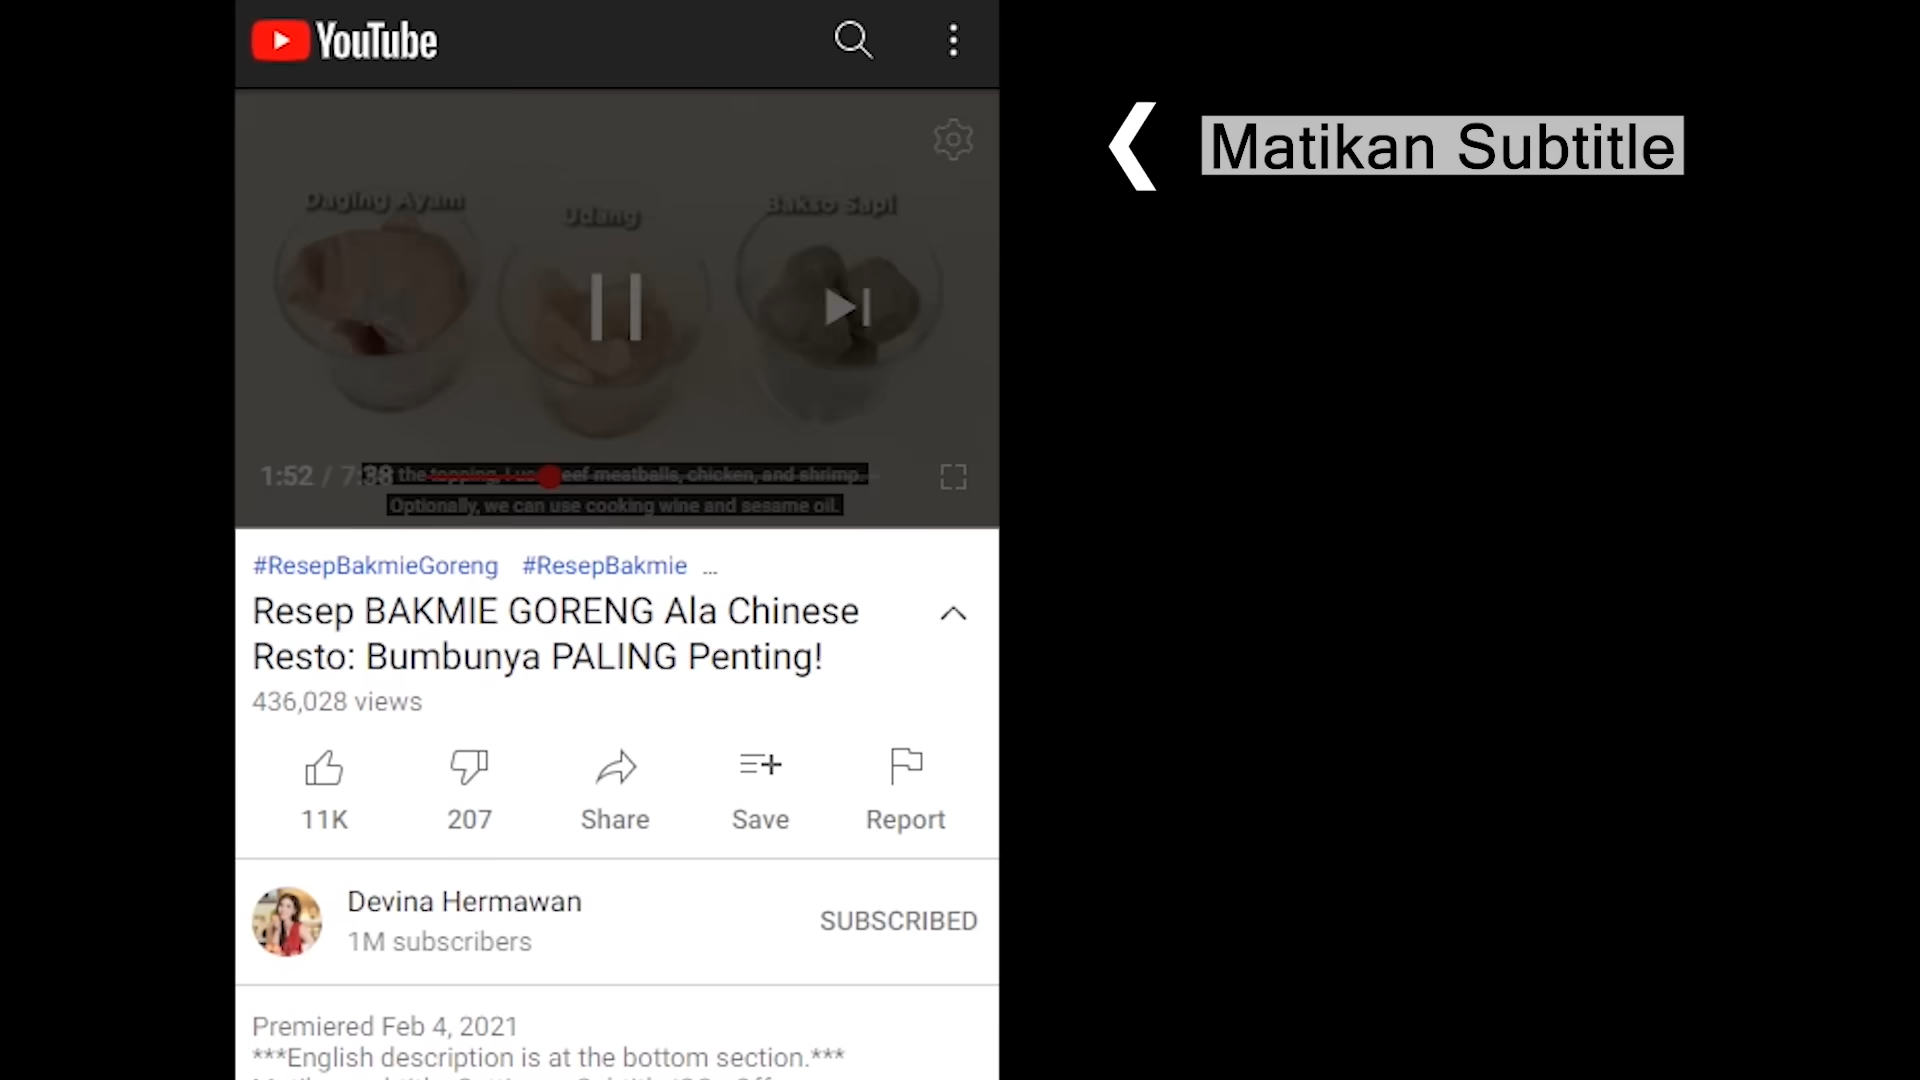 YouTube
Matikan Subtitle
Daging Ayam
Udang
Bakso Sapi
1:52 / 7:38
the topping, I use beef meatballs, chicken, and shrimp.
Optionally, we can use cooking wine and sesame oil.
#ResepBakmieGoreng #ResepBakmie ...
Resep BAKMIE GORENG Ala Chinese
Resto: Bumbunya PALING Penting!
436,028 views
11K
207
Share
Save
Report
Devina Hermawan
1M subscribers
SUBSCRIBED
Premiered Feb 4, 2021
***English description is at the bottom section.***